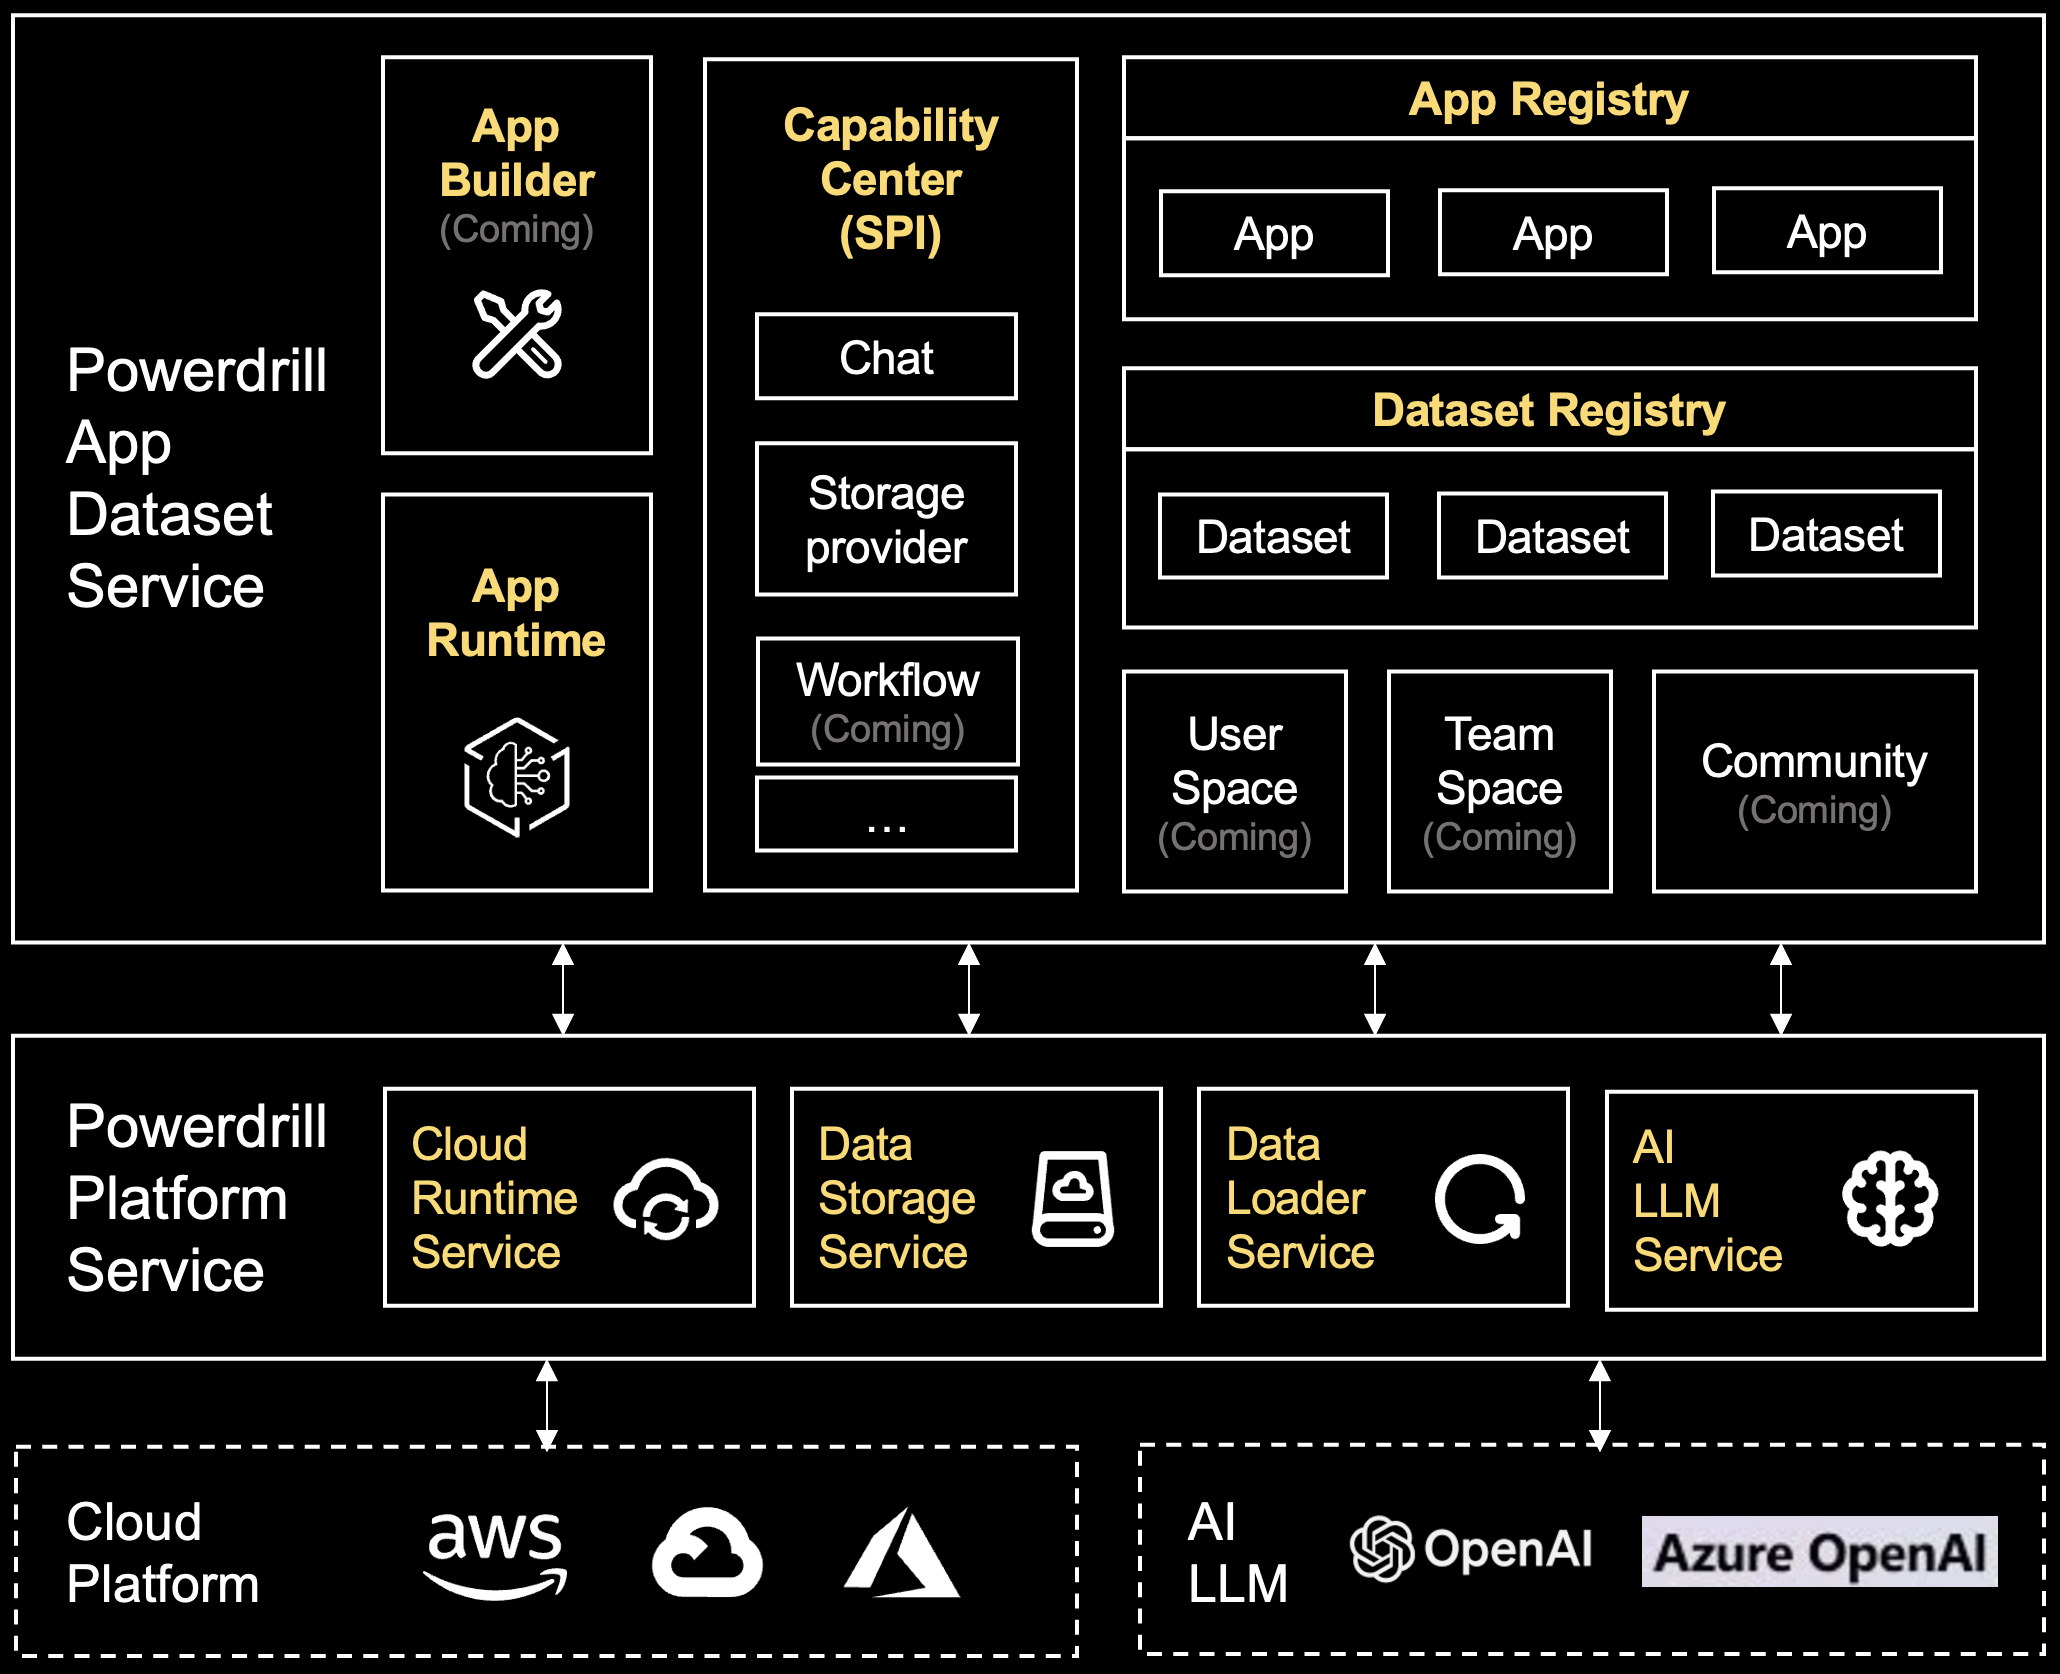 Powerdrill
App
Dataset
Service
App
Builder
(Coming)
App
Runtime
Capability
Center
(SPI)
Chat
Storage
provider
Workflow
(Coming)
...
App Registry
App
App
App
Dataset Registry
Dataset
Dataset
Dataset
User
Space
(Coming)
Team
Space
(Coming)
Community
(Coming)
Powerdrill
Platform
Service
Cloud
Runtime
Service
Data
Storage
Service
Data
Loader
Service
AI
LLM
Service
Cloud
Platform
aws
AI
LLM
OpenAI
Azure OpenAI